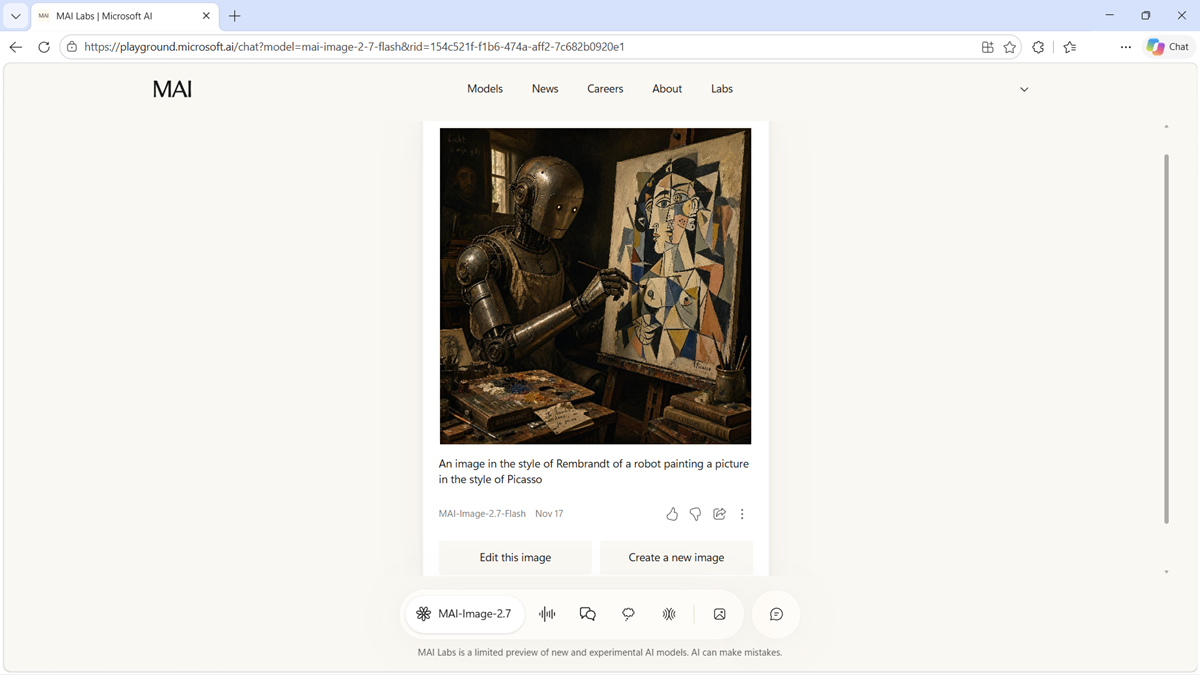 MAI Labs | Microsoft AI
https://playground.microsoft.ai/chat?model=mai-image-2-7-flash&rid=154c521f-f1b6-474a-aff2-7c682b0920e1
Chat
MAI
Models News Careers About Labs
Picasso
An image in the style of Rembrandt of a robot painting a picture
in the style of Picasso
MAI-Image-2.7-Flash Nov 17
Edit this image Create a new image
MAI-Image-2.7
MAI Labs is a limited preview of new and experimental AI models. AI can make mistakes.